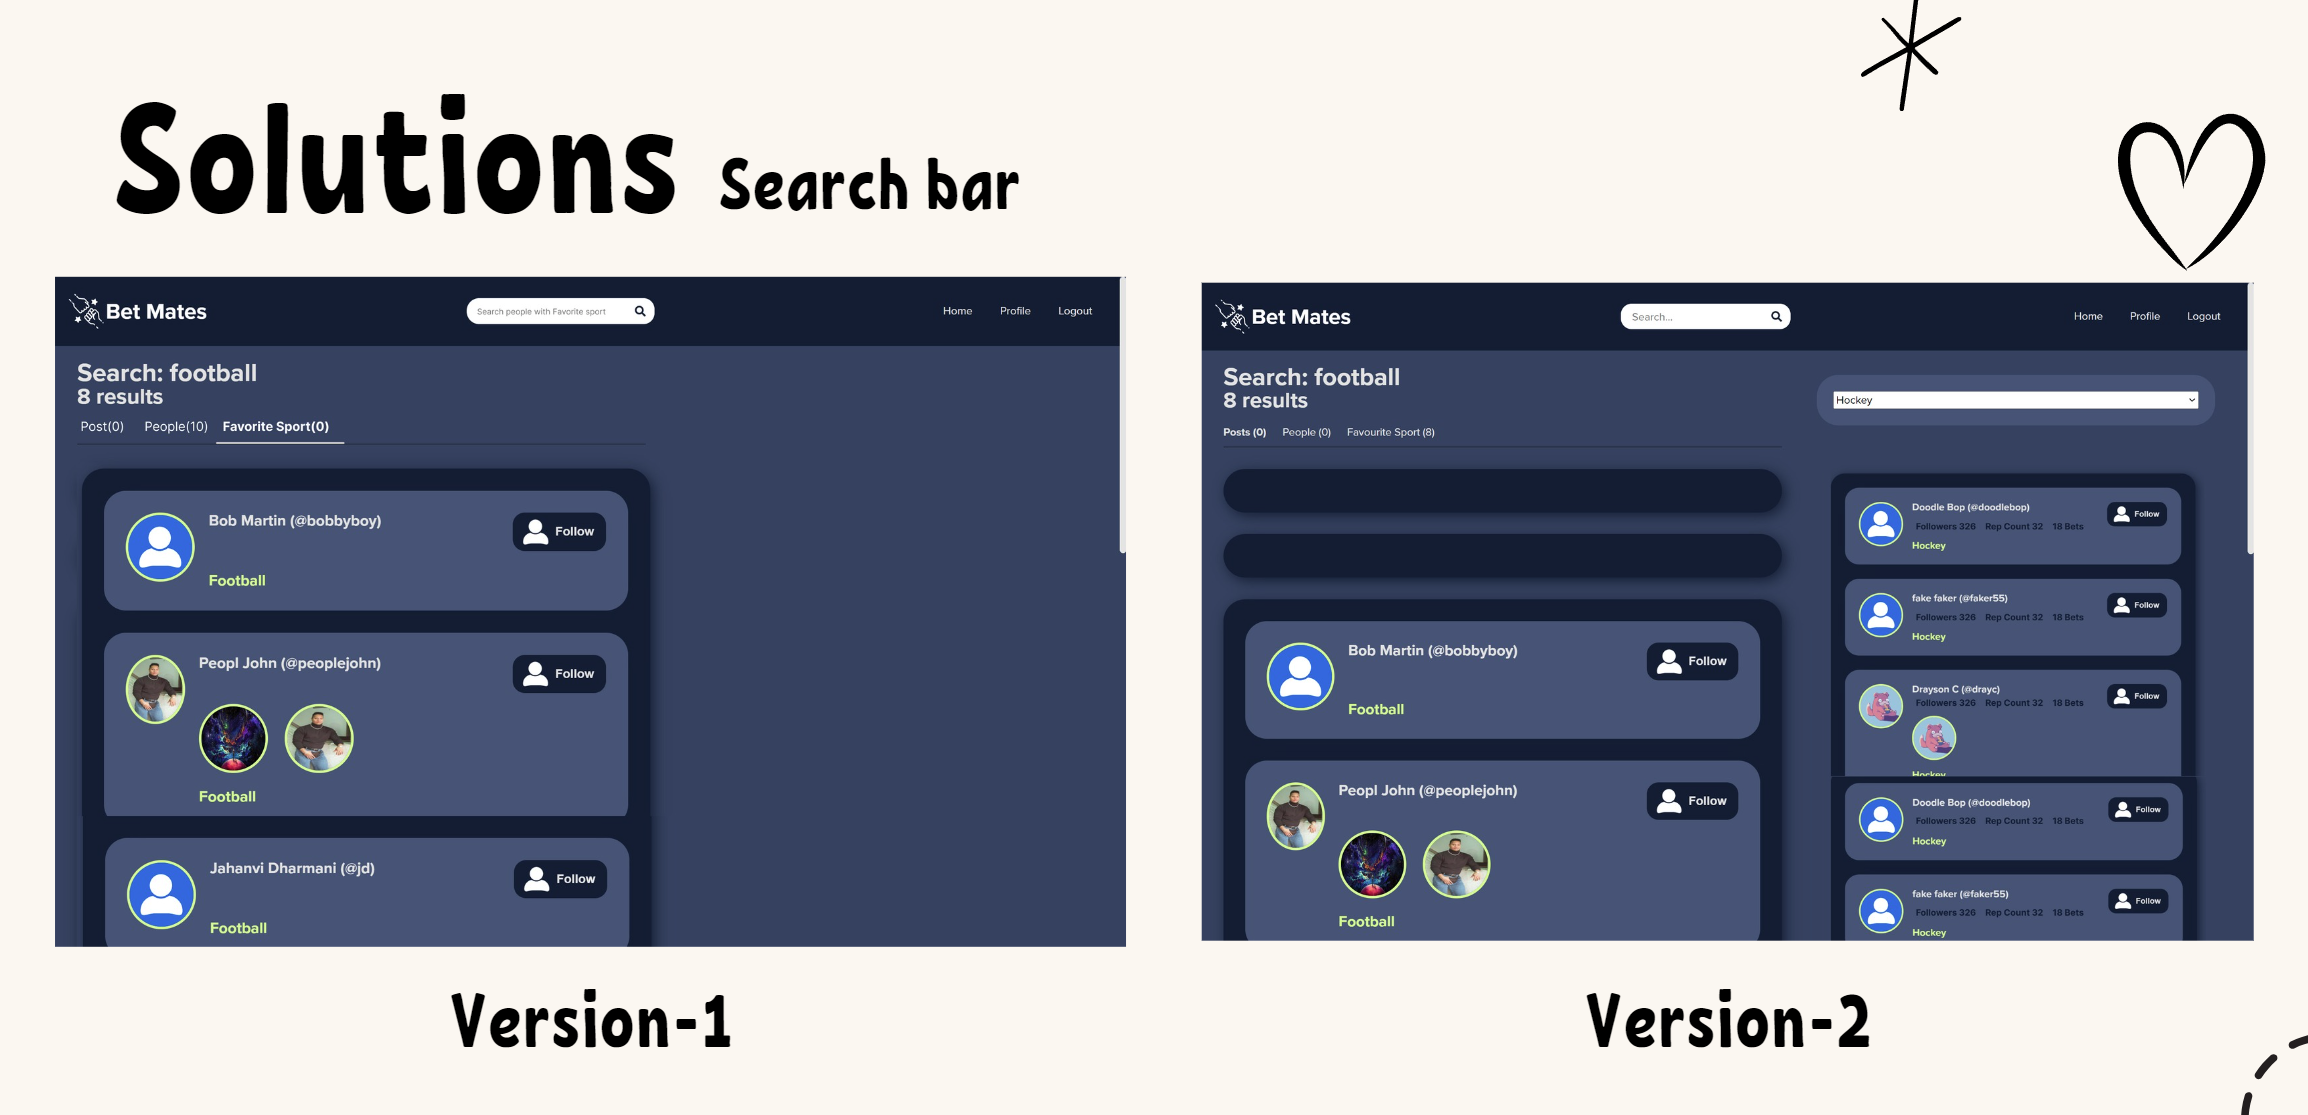 Solutions Search bar
Bet Mates
Search people with Favorite sport
Home Profile Logout
Search: football
8 results
Post(0) People(10) Favorite Sport(0)
Bob Martin (@bobbyboy)
Follow
Football
Peopl John (@peoplejohn)
Follow
Football
Jahanvi Dharmani (@jd)
Follow
Football
Version-1
Bet Mates
Search...
Home Profile Logout
Search: football
8 results
Posts (0) People (0) Favourite Sport (8)
Bob Martin (@bobbyboy)
Follow
Football
Peopl John (@peoplejohn)
Follow
Football
Hockey
Doodle Bop (@doodlebop)
Follow
Followers 326 Rep Count 32 18 Bets
Hockey
fake faker (@faker55)
Follow
Followers 326 Rep Count 32 18 Bets
Hockey
Drayson C (@drayc)
Follow
Followers 326 Rep Count 32 18 Bets
Hockey
Doodle Bop (@doodlebop)
Follow
Followers 326 Rep Count 32 18 Bets
Hockey
fake faker (@faker55)
Follow
Followers 326 Rep Count 32 18 Bets
Hockey
Version-2